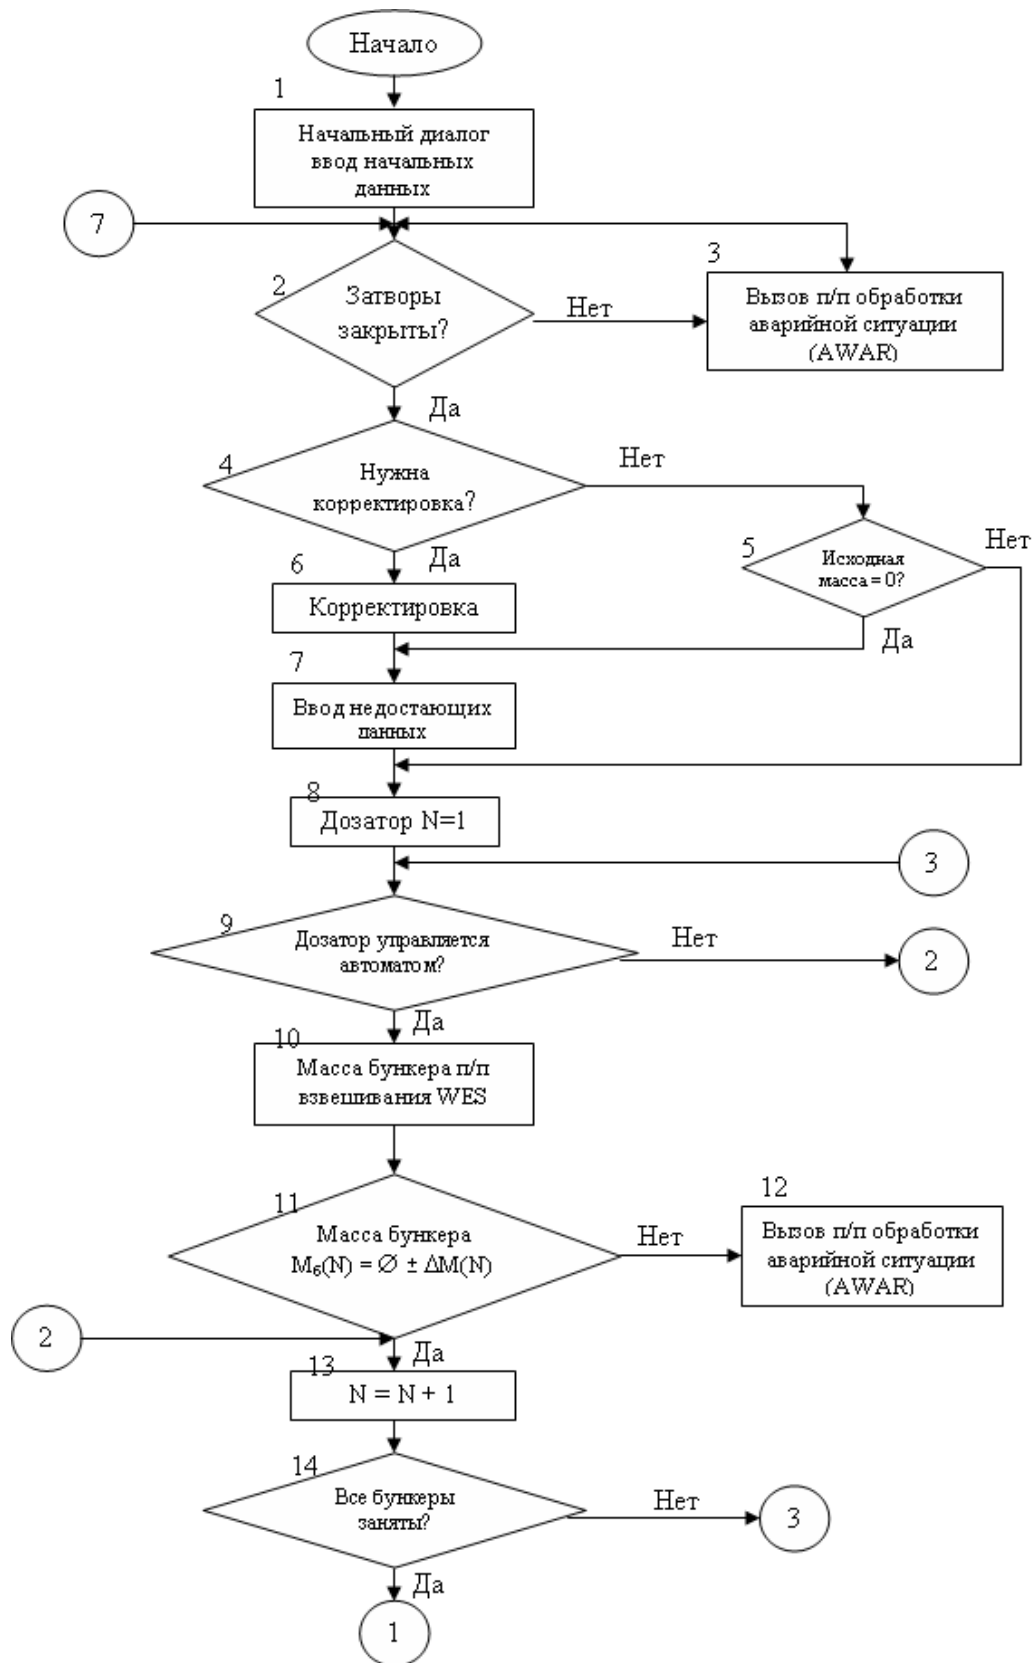 Начало
1
Начальный диалог
ввод начальных
данных
7
2
Затворы
закрыты?
Нет
3
Вызов п/п обработки
аварийной ситуации
(AWAR)
Да
4
Нужна
корректировка?
Нет
5
Исходная
масса = 0?
Нет
Да
6
Да
Корректировка
7
Ввод недостающих
данных
8
Дозатор N=1
3
9
Дозатор управляется
автоматом?
Нет
2
Да
10
Масса бункера п/п
взвешивания WES
11
Масса бункера
M₆(N) = ∅ ± ΔM(N)
Нет
12
Вызов п/п обработки
аварийной ситуации
(AWAR)
2
Да
13
N = N + 1
14
Все бункеры
заняты?
Нет
3
Да
1